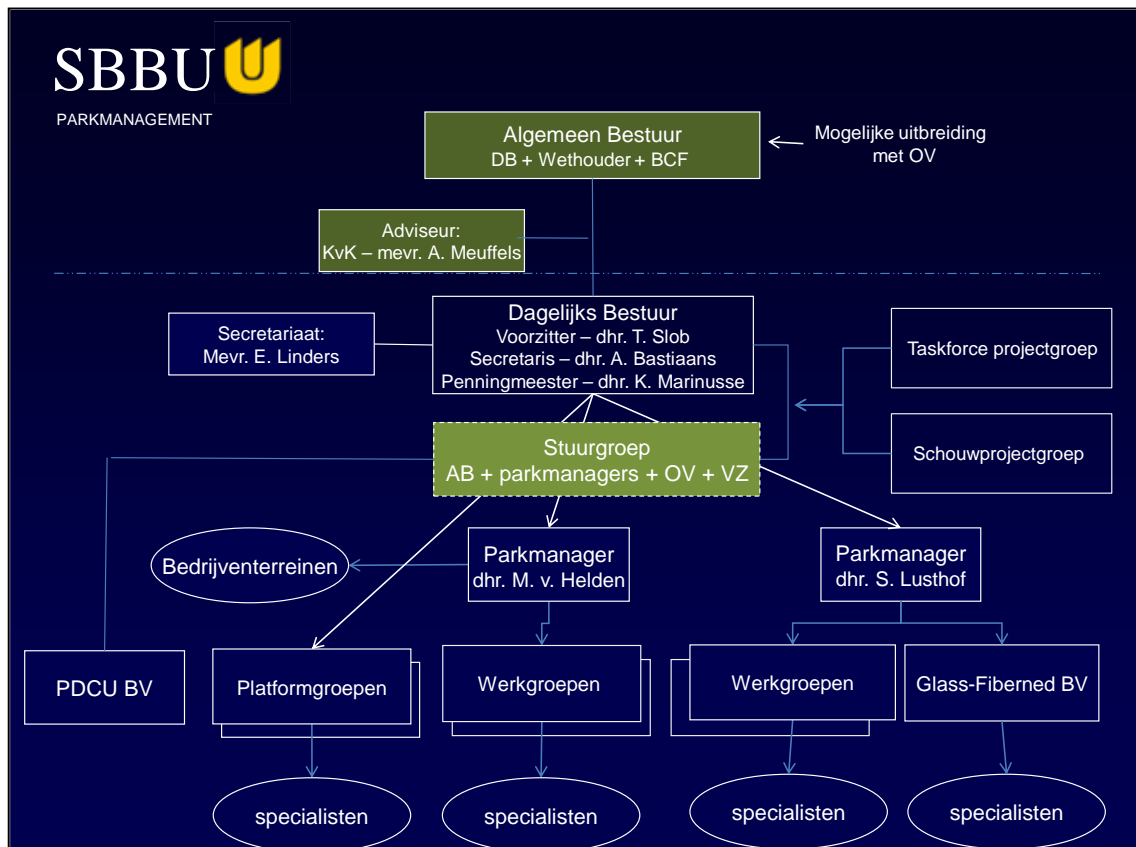 SBBU
PARKMANAGEMENT
Algemeen Bestuur
DB + Wethouder + BCF
Mogelijke uitbreiding
met OV
Adviseur:
KvK – mevr. A. Meuffels
Secretariaat:
Mevr. E. Linders
Dagelijks Bestuur
Voorzitter – dhr. T. Slob
Secretaris – dhr. A. Bastiaans
Penningmeester – dhr. K. Marinusse
Taskforce projectgroep
Stuurgroep
AB + parkmanagers + OV + VZ
Schouwprojectgroep
Bedrijventerreinen
Parkmanager
dhr. M. v. Helden
Parkmanager
dhr. S. Lusthof
PDCU BV
Platformgroepen
Werkgroepen
Werkgroepen
Glass-Fiberned BV
specialisten
specialisten
specialisten
specialisten